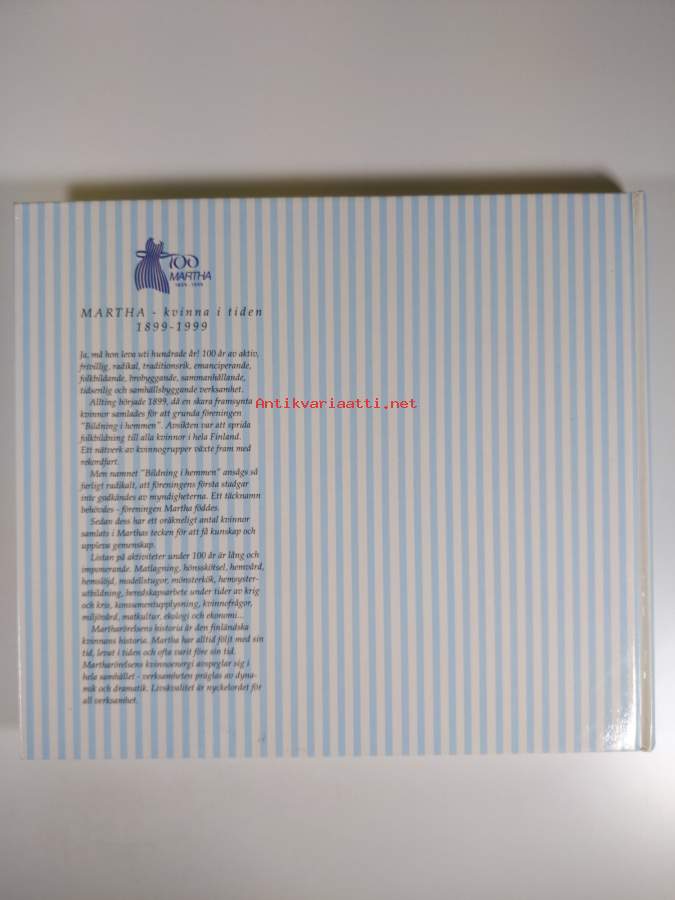 100
MARTHA
1899 - 1999
MARTHA - kvinna i tiden
1899-1999
Ja, må hon leva uti hundrade år! 100 år av aktiv,
frivillig, radikal, traditionsrik, emanciperande,
folkbildande, brobyggande, sammanhållande,
tidsenlig och samhällsbyggande verksamhet.
Allting började 1899, då en skara framsynta
kvinnor samlades för att grunda föreningen
"Bildning i hemmen". Avsikten var att sprida
folkbildning till alla kvinnor i hela Finland.
Ett nätverk av kvinnogrupper växte fram med
rekordfart.
Men namnet "Bildning i hemmen" ansågs så
farligt radikalt, att föreningens första stadgar
inte godkändes av myndigheterna. Ett täcknamn
behövdes - föreningen Martha föddes.
Sedan dess har ett oräkneligt antal kvinnor
samlats i Marthas tecken för att få kunskap och
uppleva gemenskap.
Listan på aktiviteter under 100 år är lång och
imponerande. Matlagning, hönsskötsel, hemvård,
hemslöjd, modellstugor, mönsterkök, hemsyster-
utbildning, beredskapsarbete under tider av krig
och kris, konsumentupplysning, kvinnofrågor,
miljövård, matkultur, ekologi och ekonomi...
Martharörelsens historia är den finländska
kvinnans historia. Martha har alltid följt med sin
tid, levat i tiden och ofta varit före sin tid.
Martharörelsens kvinnoenergi avspeglar sig i
hela samhället - verksamheten präglas av dyna-
mik och dramatik. Livskvalitet är nyckelordet för
all verksamhet.
Antikvariaatti.net